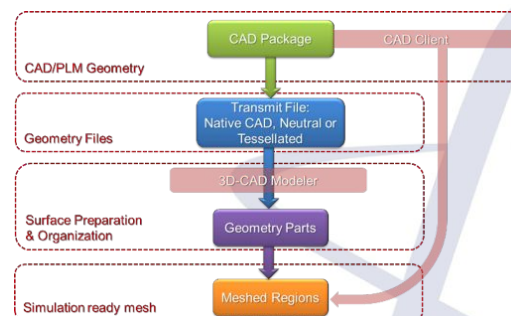 CAD Package
CAD Client
CAD/PLM Geometry
Transmit File:
Native CAD, Neutral or
Tessellated
Geometry Files
3D-CAD Modeler
Surface Preparation
& Organization
Geometry Parts
Meshed Regions
Simulation ready mesh